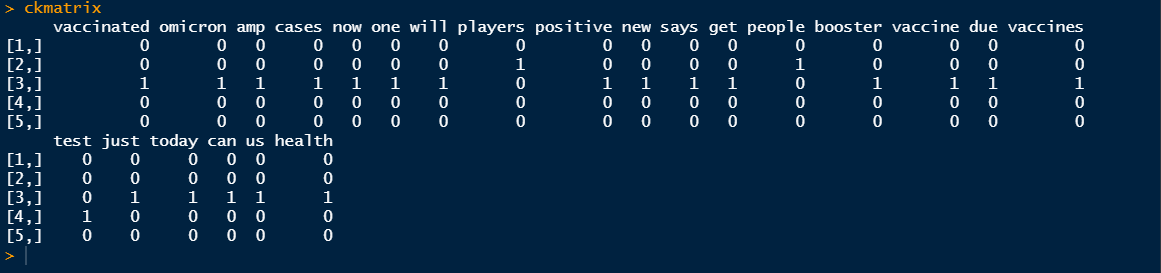 > ckmatrix
vaccinated omicron amp cases now one will players positive new says get people booster vaccine due vaccines
[1,] 0 0 0 0 0 0 0 0 0 0 0 0 0 0 0 0 0
[2,] 0 0 0 0 0 0 0 1 0 0 0 0 1 0 0 0 0
[3,] 1 1 1 1 1 1 1 0 1 1 1 1 0 1 1 1 1
[4,] 0 0 0 0 0 0 0 0 0 0 0 0 0 0 0 0 0
[5,] 0 0 0 0 0 0 0 0 0 0 0 0 0 0 0 0 0
test just today can us health
[1,] 0 0 0 0 0 0
[2,] 0 0 0 0 0 0
[3,] 0 1 1 1 1 1
[4,] 1 0 0 0 0 0
[5,] 0 0 0 0 0 0
>